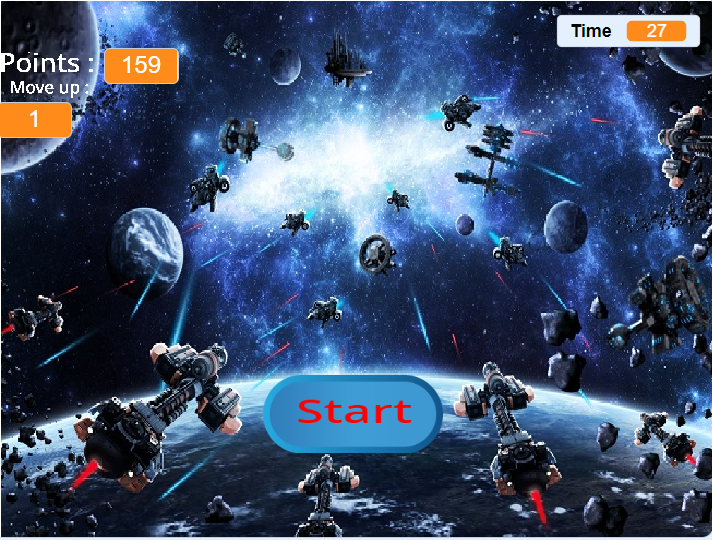 Time 27
Points : 159
Move up :
1
Start